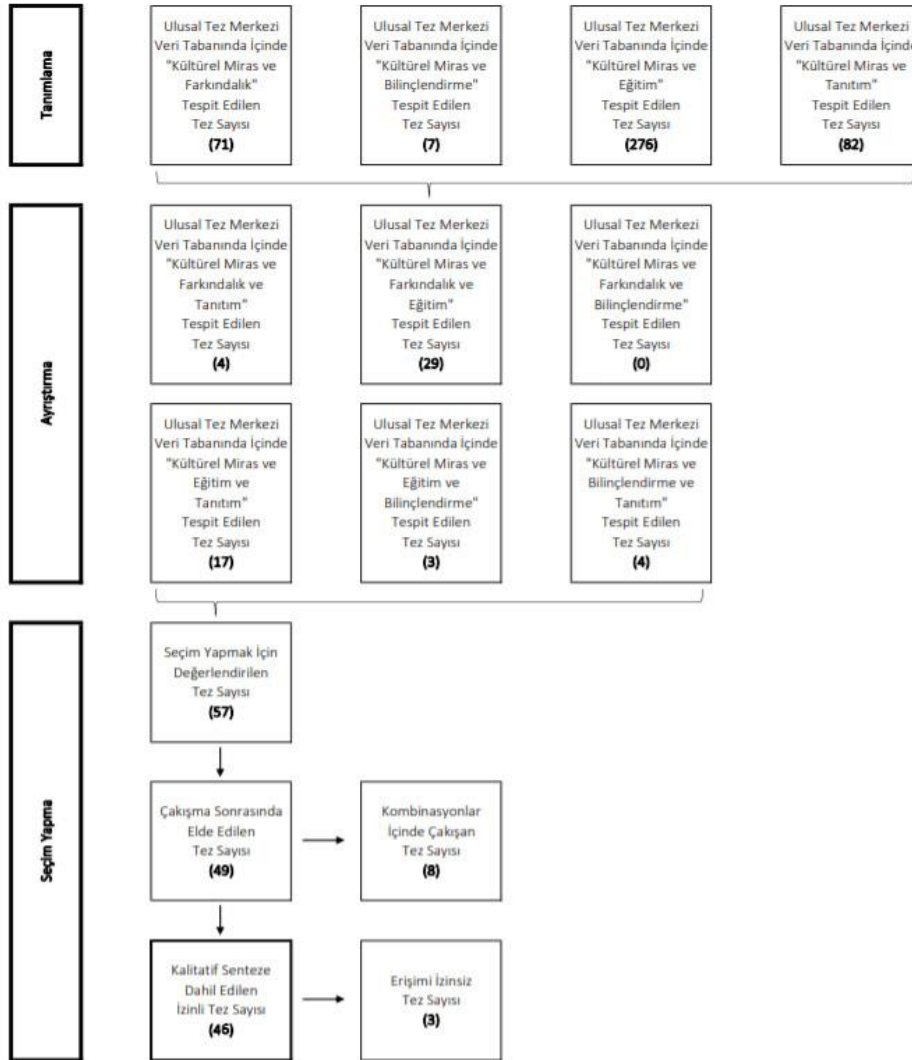 Tanımlama
Ulusal Tez Merkezi
Veri Tabanında İçinde
"Kültürel Miras ve
Farkındalık"
Tespit Edilen
Tez Sayısı
(71)
Ulusal Tez Merkezi
Veri Tabanında İçinde
"Kültürel Miras ve
Bilinçlendirme"
Tespit Edilen
Tez Sayısı
(7)
Ulusal Tez Merkezi
Veri Tabanında İçinde
"Kültürel Miras ve
Eğitim"
Tespit Edilen
Tez Sayısı
(276)
Ulusal Tez Merkezi
Veri Tabanında İçinde
"Kültürel Miras ve
Tanıtım"
Tespit Edilen
Tez Sayısı
(82)
Ayrıştırma
Ulusal Tez Merkezi
Veri Tabanında İçinde
"Kültürel Miras ve
Farkındalık ve
Tanıtım"
Tespit Edilen
Tez Sayısı
(4)
Ulusal Tez Merkezi
Veri Tabanında İçinde
"Kültürel Miras ve
Farkındalık ve
Eğitim"
Tespit Edilen
Tez Sayısı
(29)
Ulusal Tez Merkezi
Veri Tabanında İçinde
"Kültürel Miras ve
Farkındalık ve
Bilinçlendirme"
Tespit Edilen
Tez Sayısı
(0)
Ulusal Tez Merkezi
Veri Tabanında İçinde
"Kültürel Miras ve
Eğitim ve
Tanıtım"
Tespit Edilen
Tez Sayısı
(17)
Ulusal Tez Merkezi
Veri Tabanında İçinde
"Kültürel Miras ve
Eğitim ve
Bilinçlendirme"
Tespit Edilen
Tez Sayısı
(3)
Ulusal Tez Merkezi
Veri Tabanında İçinde
"Kültürel Miras ve
Bilinçlendirme ve
Tanıtım"
Tespit Edilen
Tez Sayısı
(4)
Seçim Yapma
Seçim Yapmak İçin
Değerlendirilen
Tez Sayısı
(57)
Çakışma Sonrasında
Elde Edilen
Tez Sayısı
(49)
Kombinasyonlar
İçinde Çakışan
Tez Sayısı
(8)
Kalitatif Senteze
Dahil Edilen
İzinli Tez Sayısı
(46)
Erişimi İzinsiz
Tez Sayısı
(3)